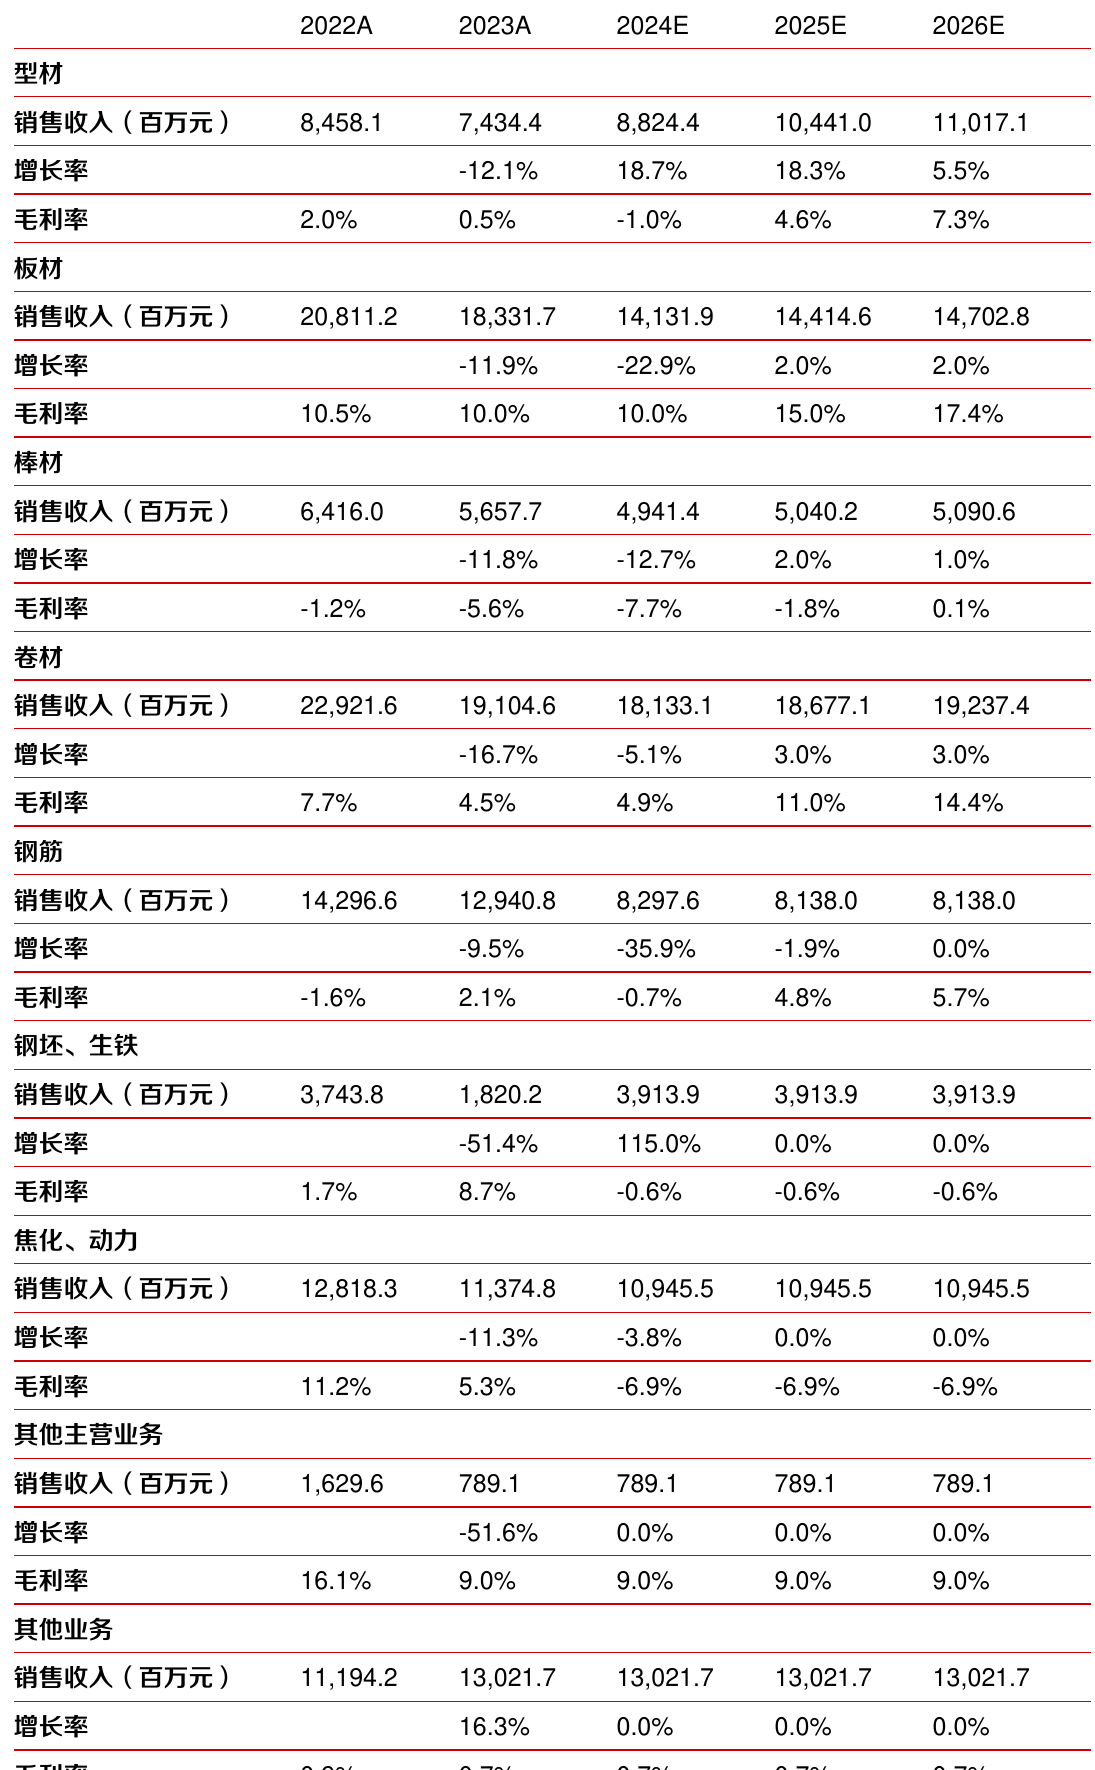 2022A 2023A 2024E 2025E 2026E
型材
销售收入（百万元） 8,458.1 7,434.4 8,824.4 10,441.0 11,017.1
增长率 -12.1% 18.7% 18.3% 5.5%
毛利率 2.0% 0.5% -1.0% 4.6% 7.3%
板材
销售收入（百万元） 20,811.2 18,331.7 14,131.9 14,414.6 14,702.8
增长率 -11.9% -22.9% 2.0% 2.0%
毛利率 10.5% 10.0% 10.0% 15.0% 17.4%
棒材
销售收入（百万元） 6,416.0 5,657.7 4,941.4 5,040.2 5,090.6
增长率 -11.8% -12.7% 2.0% 1.0%
毛利率 -1.2% -5.6% -7.7% -1.8% 0.1%
卷材
销售收入（百万元） 22,921.6 19,104.6 18,133.1 18,677.1 19,237.4
增长率 -16.7% -5.1% 3.0% 3.0%
毛利率 7.7% 4.5% 4.9% 11.0% 14.4%
钢筋
销售收入（百万元） 14,296.6 12,940.8 8,297.6 8,138.0 8,138.0
增长率 -9.5% -35.9% -1.9% 0.0%
毛利率 -1.6% 2.1% -0.7% 4.8% 5.7%
钢坯、生铁
销售收入（百万元） 3,743.8 1,820.2 3,913.9 3,913.9 3,913.9
增长率 -51.4% 115.0% 0.0% 0.0%
毛利率 1.7% 8.7% -0.6% -0.6% -0.6%
焦化、动力
销售收入（百万元） 12,818.3 11,374.8 10,945.5 10,945.5 10,945.5
增长率 -11.3% -3.8% 0.0% 0.0%
毛利率 11.2% 5.3% -6.9% -6.9% -6.9%
其他主营业务
销售收入（百万元） 1,629.6 789.1 789.1 789.1 789.1
增长率 -51.6% 0.0% 0.0% 0.0%
毛利率 16.1% 9.0% 9.0% 9.0% 9.0%
其他业务
销售收入（百万元） 11,194.2 13,021.7 13,021.7 13,021.7 13,021.7
增长率 16.3% 0.0% 0.0% 0.0%